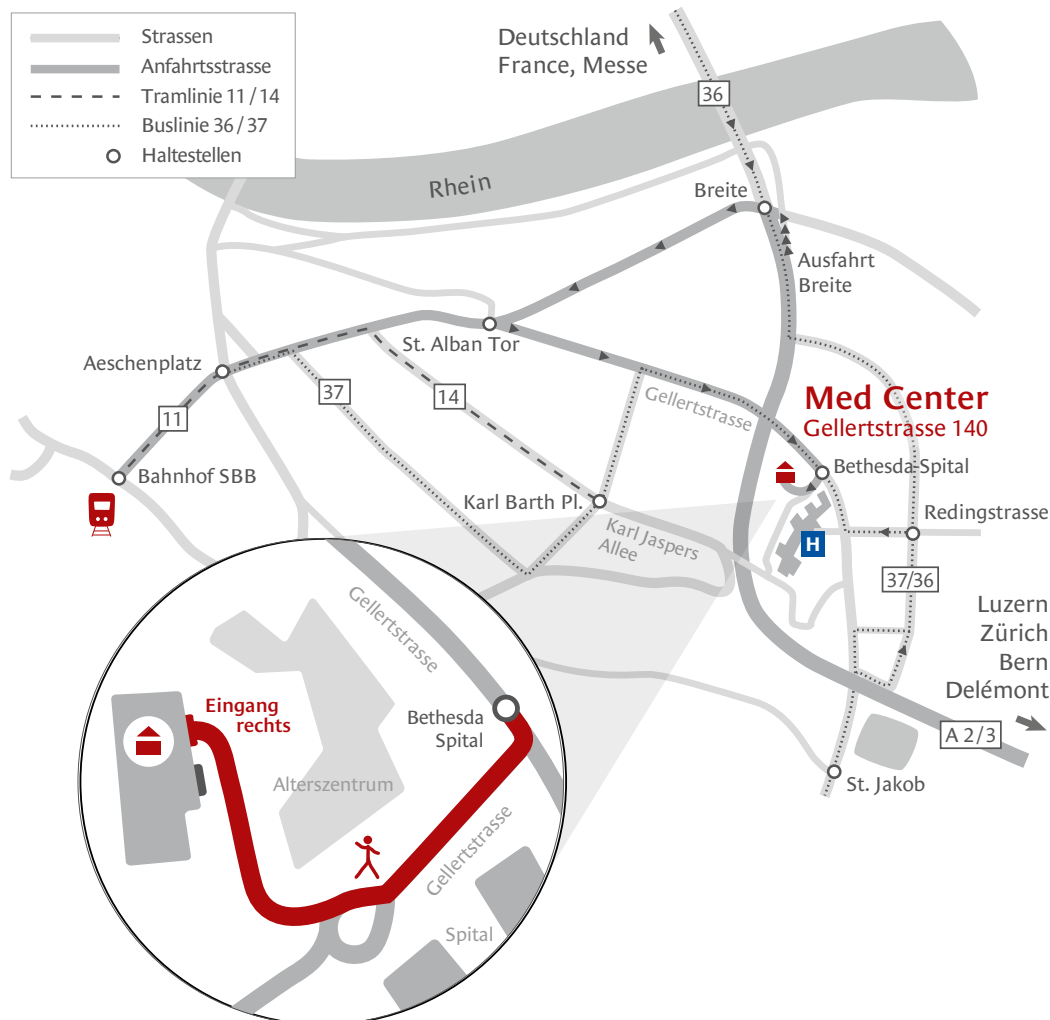 Strassen
Anfahrtsstrasse
Tramlinie 11 / 14
Buslinie 36 / 37
Haltestellen
Deutschland
France, Messe
36
Rhein
Breite
Ausfahrt
Breite
St. Alban Tor
Aeschenplatz
37
14
Gellertstrasse
Med Center
Gellertstrasse 140
11
Bahnhof SBB
Bethesda-Spital
Karl Barth Pl.
Karl Jaspers
Allee
Redingstrasse
H
37/36
Luzern
Zürich
Bern
Delémont
A 2/3
St. Jakob
Gellertstrasse
Eingang
rechts
Bethesda
Spital
Alterszentrum
Gellertstrasse
Spital